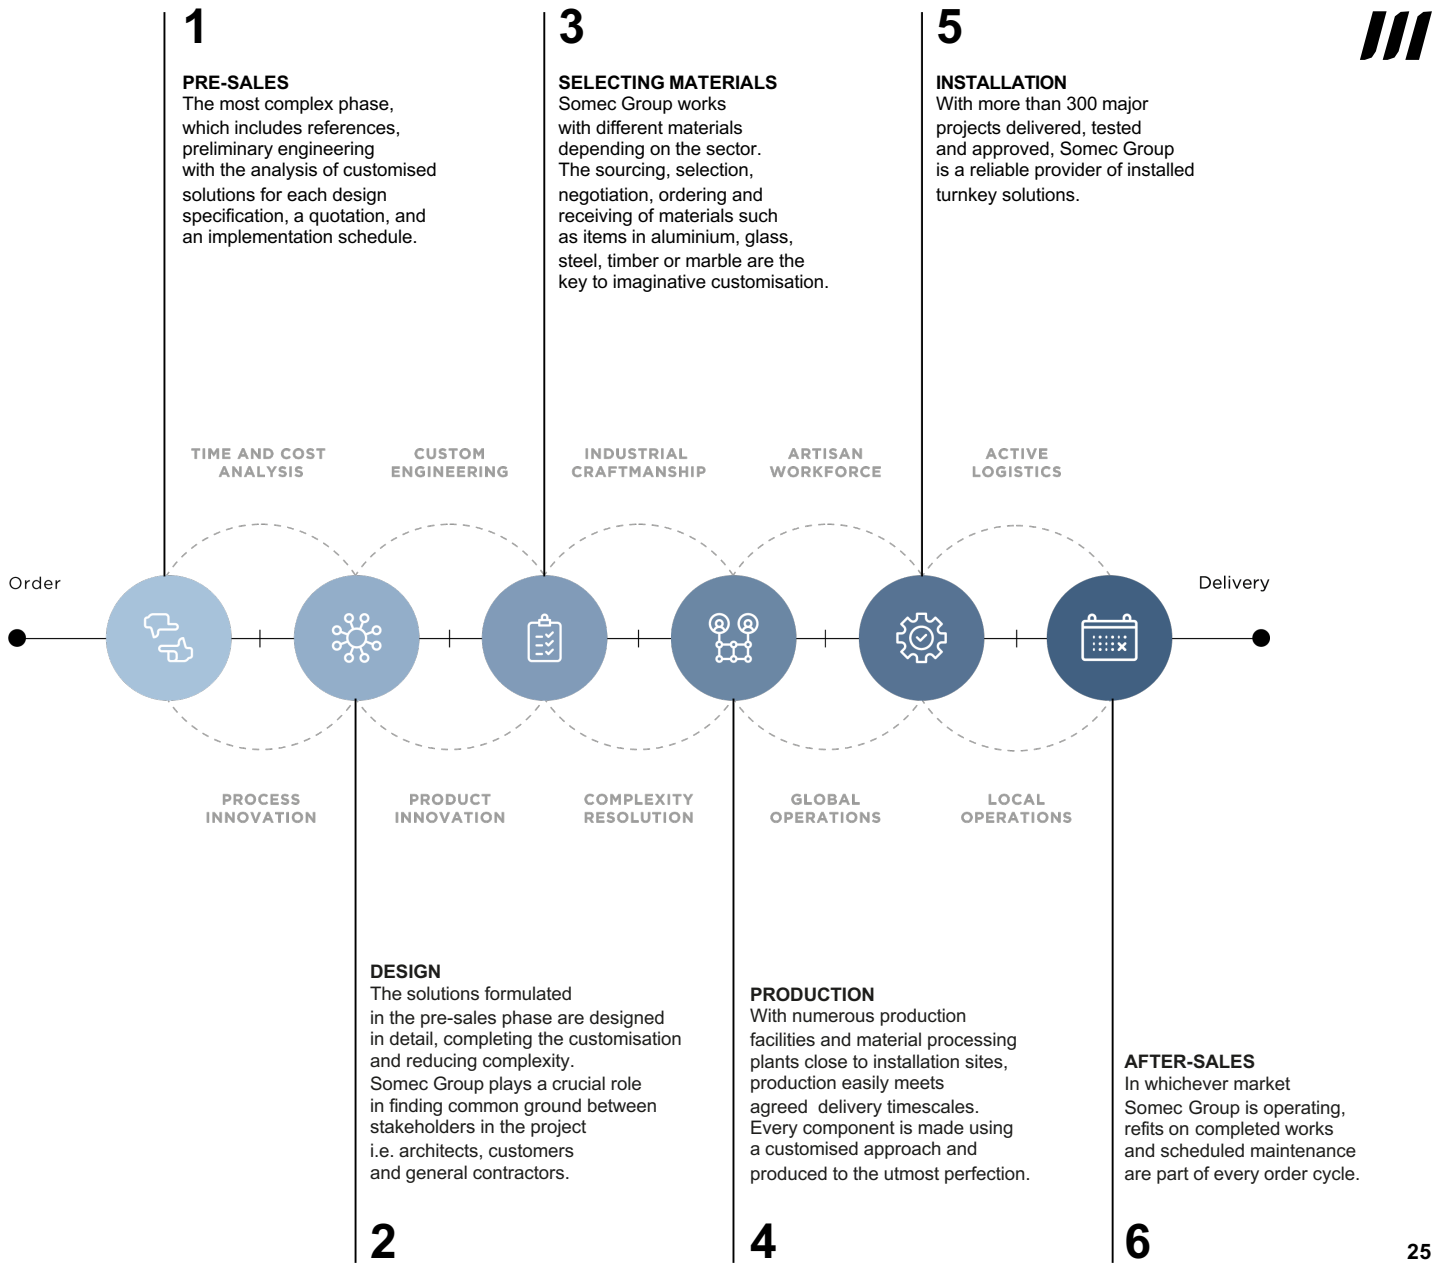 1
PRE-SALES
The most complex phase,
which includes references,
preliminary engineering
with the analysis of customised
solutions for each design
specification, a quotation, and
an implementation schedule.
3
SELECTING MATERIALS
Somec Group works
with different materials
depending on the sector.
The sourcing, selection,
negotiation, ordering and
receiving of materials such
as items in aluminium, glass,
steel, timber or marble are the
key to imaginative customisation.
5
INSTALLATION
With more than 300 major
projects delivered, tested
and approved, Somec Group
is a reliable provider of installed
turnkey solutions.
TIME AND COST
ANALYSIS
CUSTOM
ENGINEERING
INDUSTRIAL
CRAFTMANSHIP
ARTISAN
WORKFORCE
ACTIVE
LOGISTICS
Order
Delivery
PROCESS
INNOVATION
PRODUCT
INNOVATION
COMPLEXITY
RESOLUTION
GLOBAL
OPERATIONS
LOCAL
OPERATIONS
DESIGN
The solutions formulated
in the pre-sales phase are designed
in detail, completing the customisation
and reducing complexity.
Somec Group plays a crucial role
in finding common ground between
stakeholders in the project
i.e. architects, customers
and general contractors.
2
PRODUCTION
With numerous production
facilities and material processing
plants close to installation sites,
production easily meets
agreed  delivery timescales.
Every component is made using
a customised approach and
produced to the utmost perfection.
4
AFTER-SALES
In whichever market
Somec Group is operating,
refits on completed works
and scheduled maintenance
are part of every order cycle.
6
25